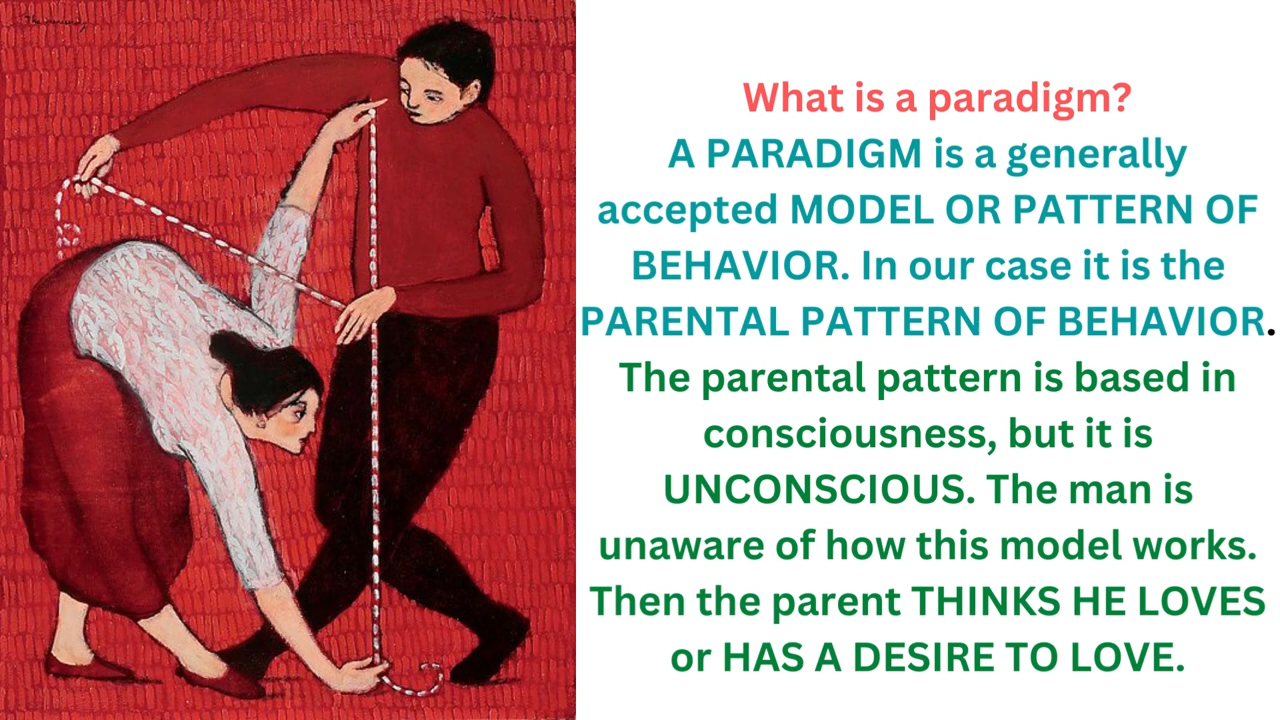 What is a paradigm?
A PARADIGM is a generally
accepted MODEL OR PATTERN OF
BEHAVIOR. In our case it is the
PARENTAL PATTERN OF BEHAVIOR.
The parental pattern is based in
consciousness, but it is
UNCONSCIOUS. The man is
unaware of how this model works.
Then the parent THINKS HE LOVES
or HAS A DESIRE TO LOVE.